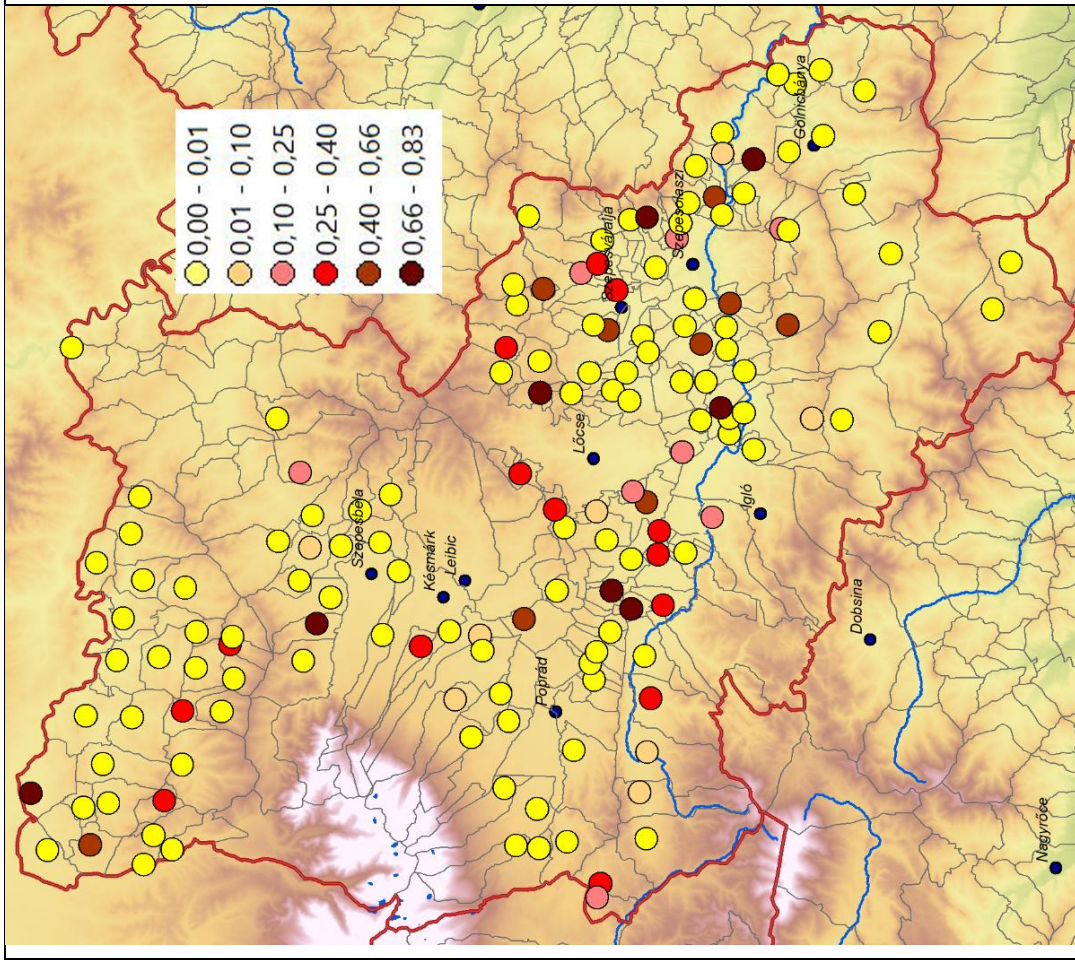 0,00 - 0,01
0,01 - 0,10
0,10 - 0,25
0,25 - 0,40
0,40 - 0,66
0,66 - 0,83
Szepesbéla
Késmárk
Leibic
Poprád
Lőcse
Szepesváralja
Szepesolaszi
Gölnicbánya
Igló
Dobsina
Nagyrőce